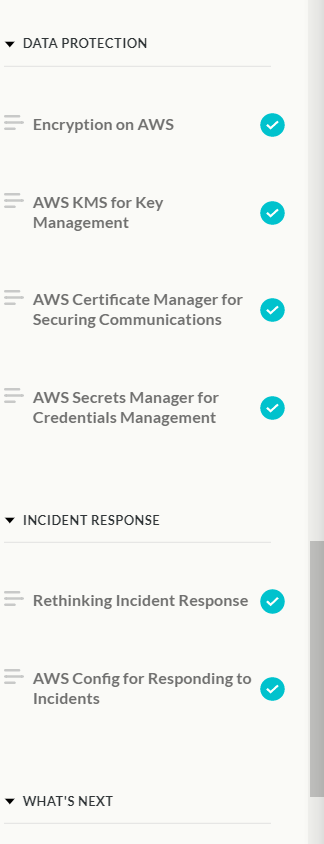 DATA PROTECTION
Encryption on AWS
AWS KMS for Key
Management
AWS Certificate Manager for
Securing Communications
AWS Secrets Manager for
Credentials Management
INCIDENT RESPONSE
Rethinking Incident Response
AWS Config for Responding to
Incidents
WHAT'S NEXT